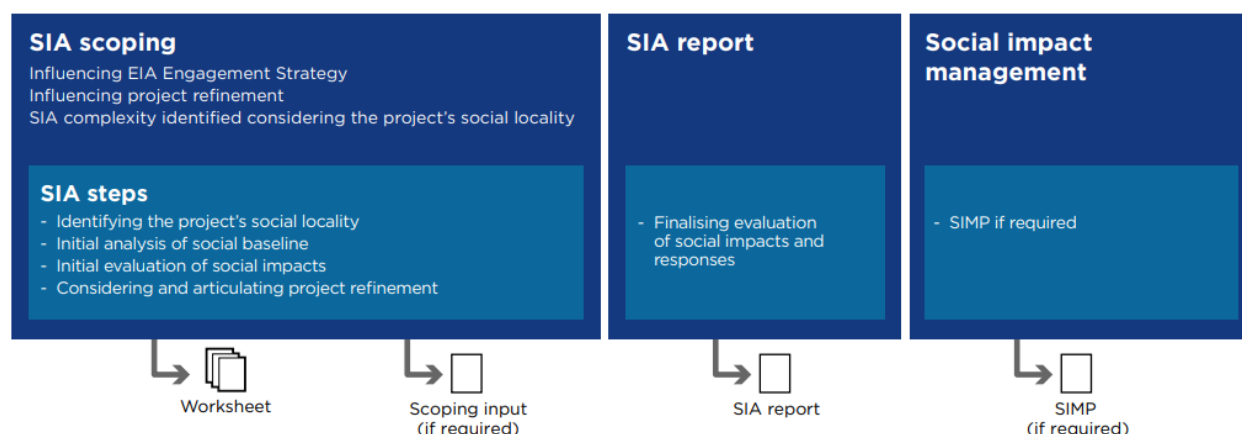 SIA scoping
Influencing EIA Engagement Strategy
Influencing project refinement
SIA complexity identified considering the project's social locality
SIA steps
- Identifying the project's social locality
- Initial analysis of social baseline
- Initial evaluation of social impacts
- Considering and articulating project refinement
Worksheet
Scoping input
(if required)
SIA report
- Finalising evaluation
of social impacts and
responses
SIA report
Social impact
management
- SIMP if required
SIMP
(if required)